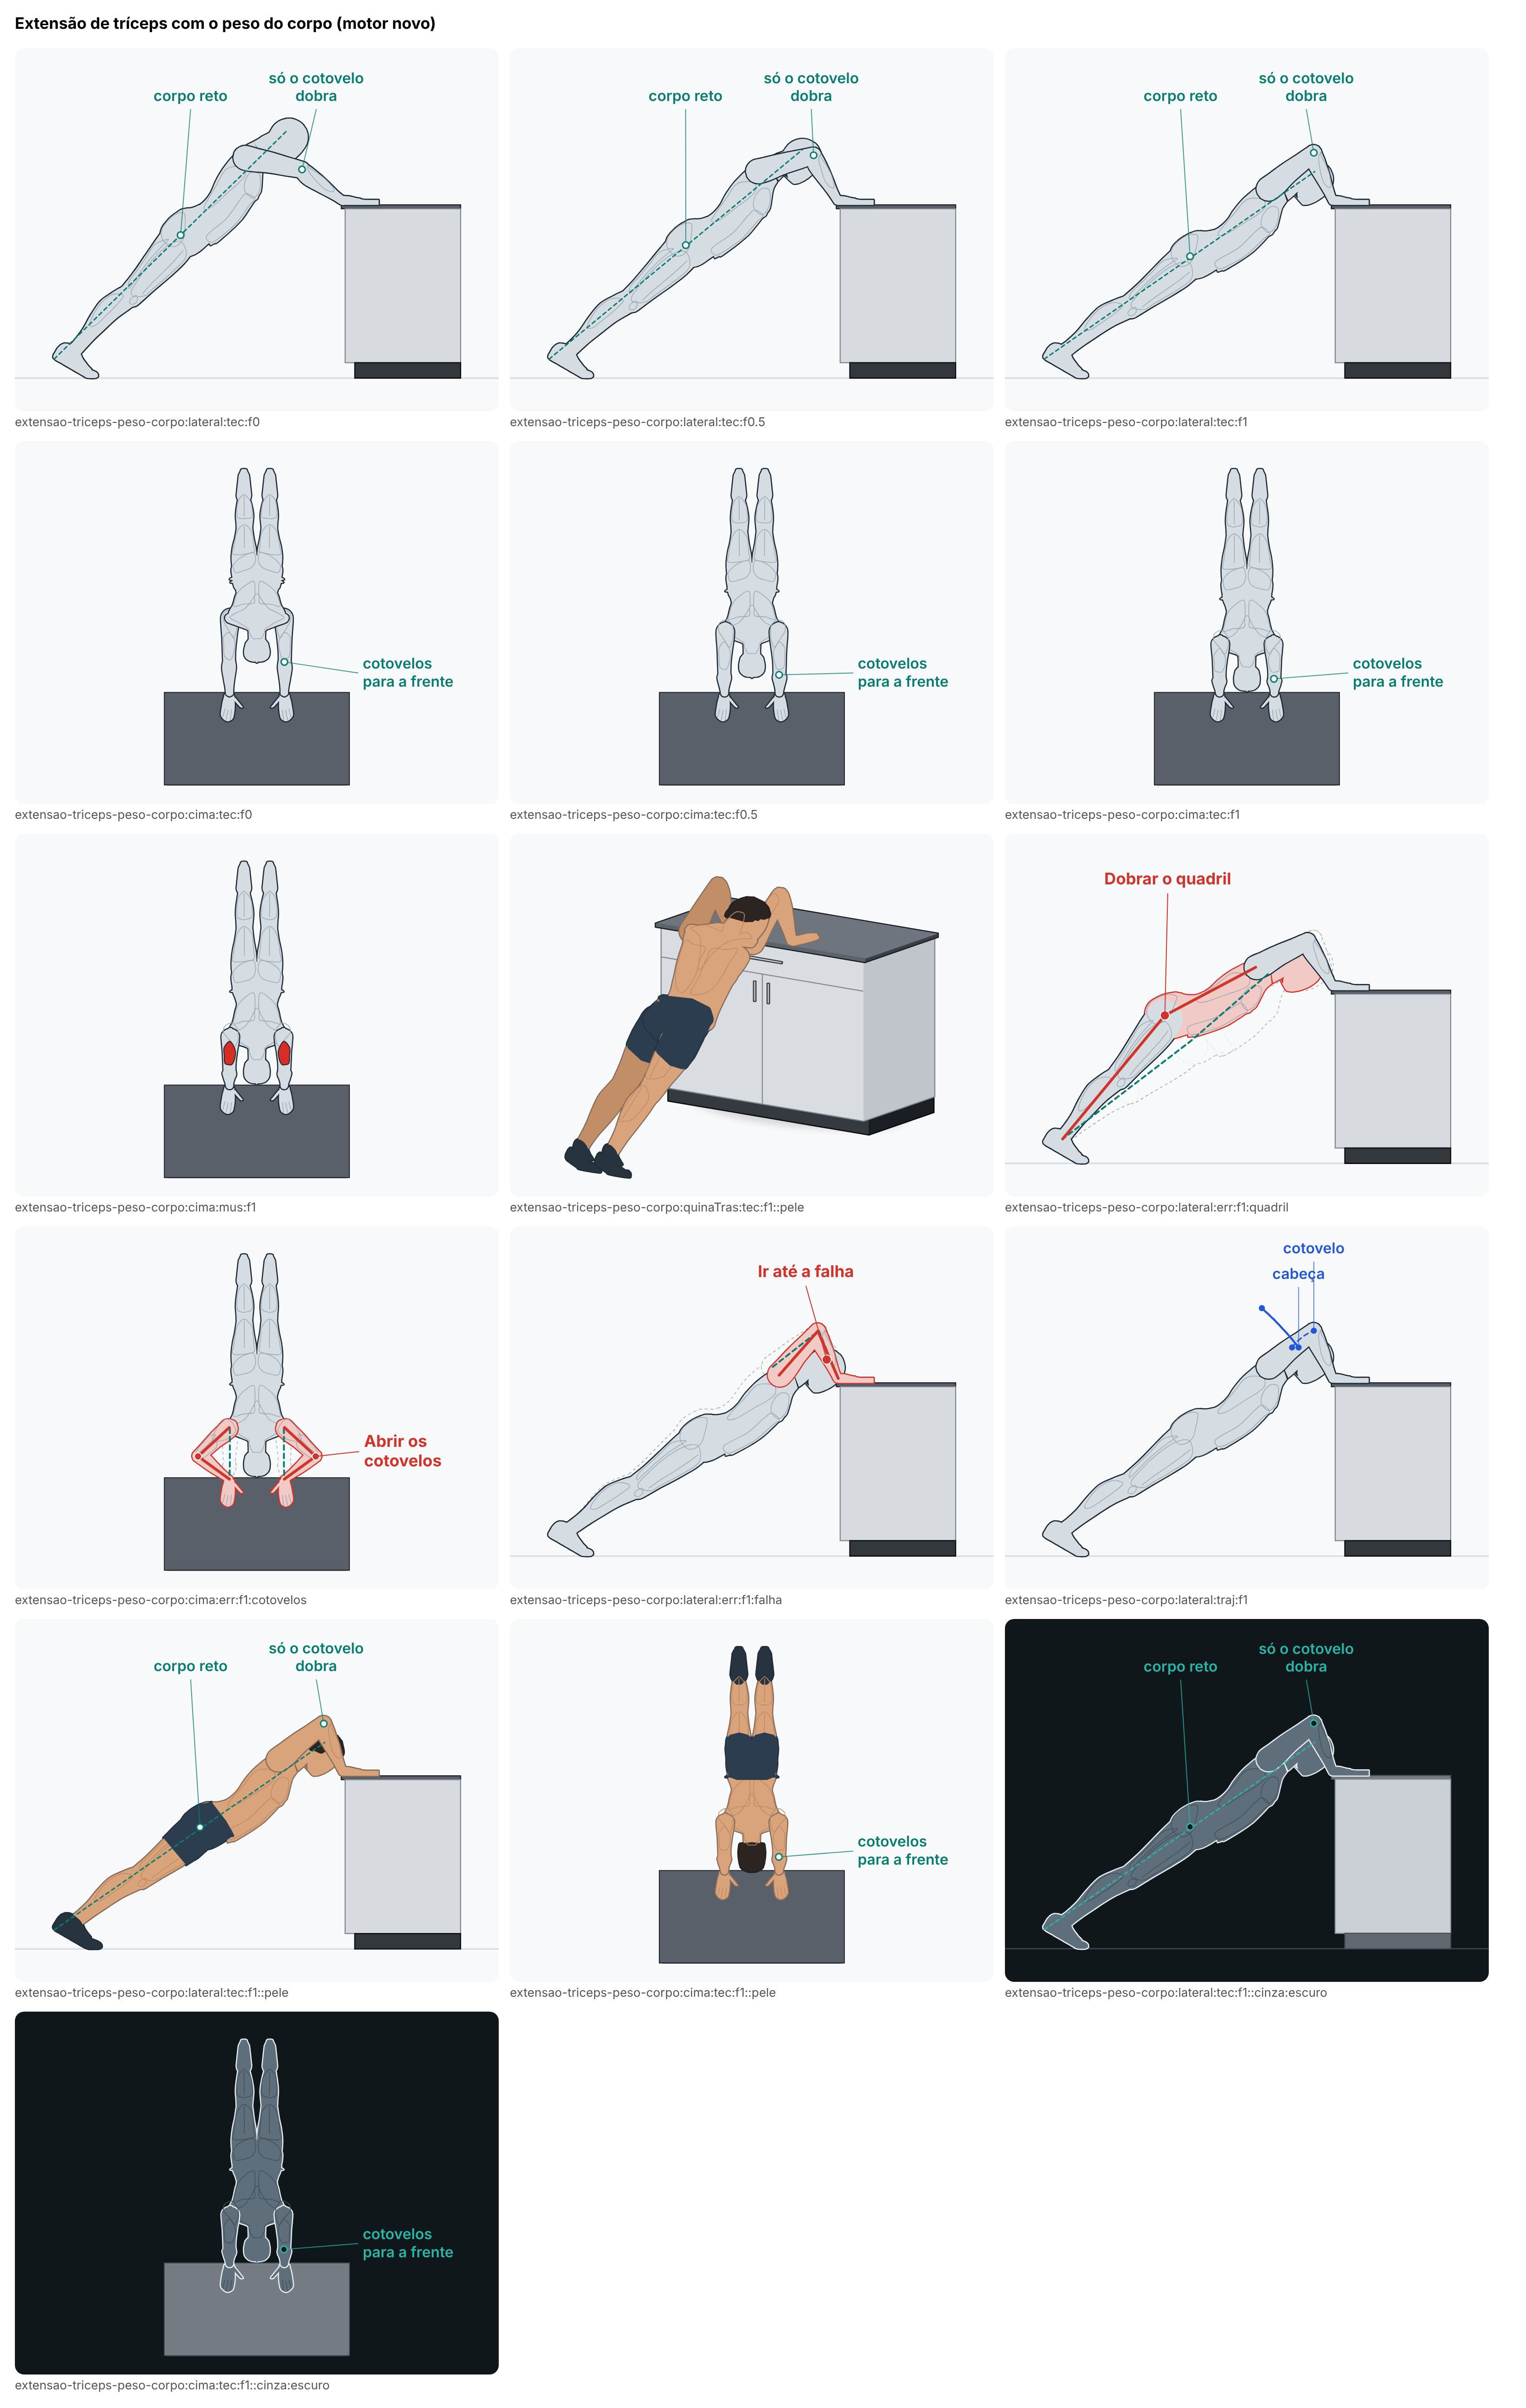 Extensão de tríceps com o peso do corpo (motor novo)
corpo reto
só o cotovelo
dobra
corpo reto
só o cotovelo
dobra
corpo reto
só o cotovelo
dobra
extensao-triceps-peso-corpo:lateral:tec:f0
extensao-triceps-peso-corpo:lateral:tec:f0.5
extensao-triceps-peso-corpo:lateral:tec:f1
cotovelos
para a frente
cotovelos
para a frente
cotovelos
para a frente
extensao-triceps-peso-corpo:cima:tec:f0
extensao-triceps-peso-corpo:cima:tec:f0.5
extensao-triceps-peso-corpo:cima:tec:f1
Dobrar o quadril
extensao-triceps-peso-corpo:cima:mus:f1
extensao-triceps-peso-corpo:quinaTras:tec:f1::pele
extensao-triceps-peso-corpo:lateral:err:f1:quadril
Abrir os
cotovelos
Ir até a falha
cotovelo
cabeça
extensao-triceps-peso-corpo:cima:err:f1:cotovelos
extensao-triceps-peso-corpo:lateral:err:f1:falha
extensao-triceps-peso-corpo:lateral:traj:f1
corpo reto
só o cotovelo
dobra
cotovelos
para a frente
corpo reto
só o cotovelo
dobra
extensao-triceps-peso-corpo:lateral:tec:f1::pele
extensao-triceps-peso-corpo:cima:tec:f1::pele
extensao-triceps-peso-corpo:lateral:tec:f1::cinza:escuro
cotovelos
para a frente
extensao-triceps-peso-corpo:cima:tec:f1::cinza:escuro